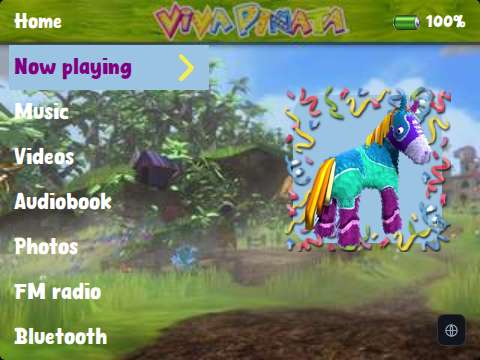 Home
VIVA PIÑATA
100%
Now playing
Music
Videos
Audiobook
Photos
FM radio
Bluetooth